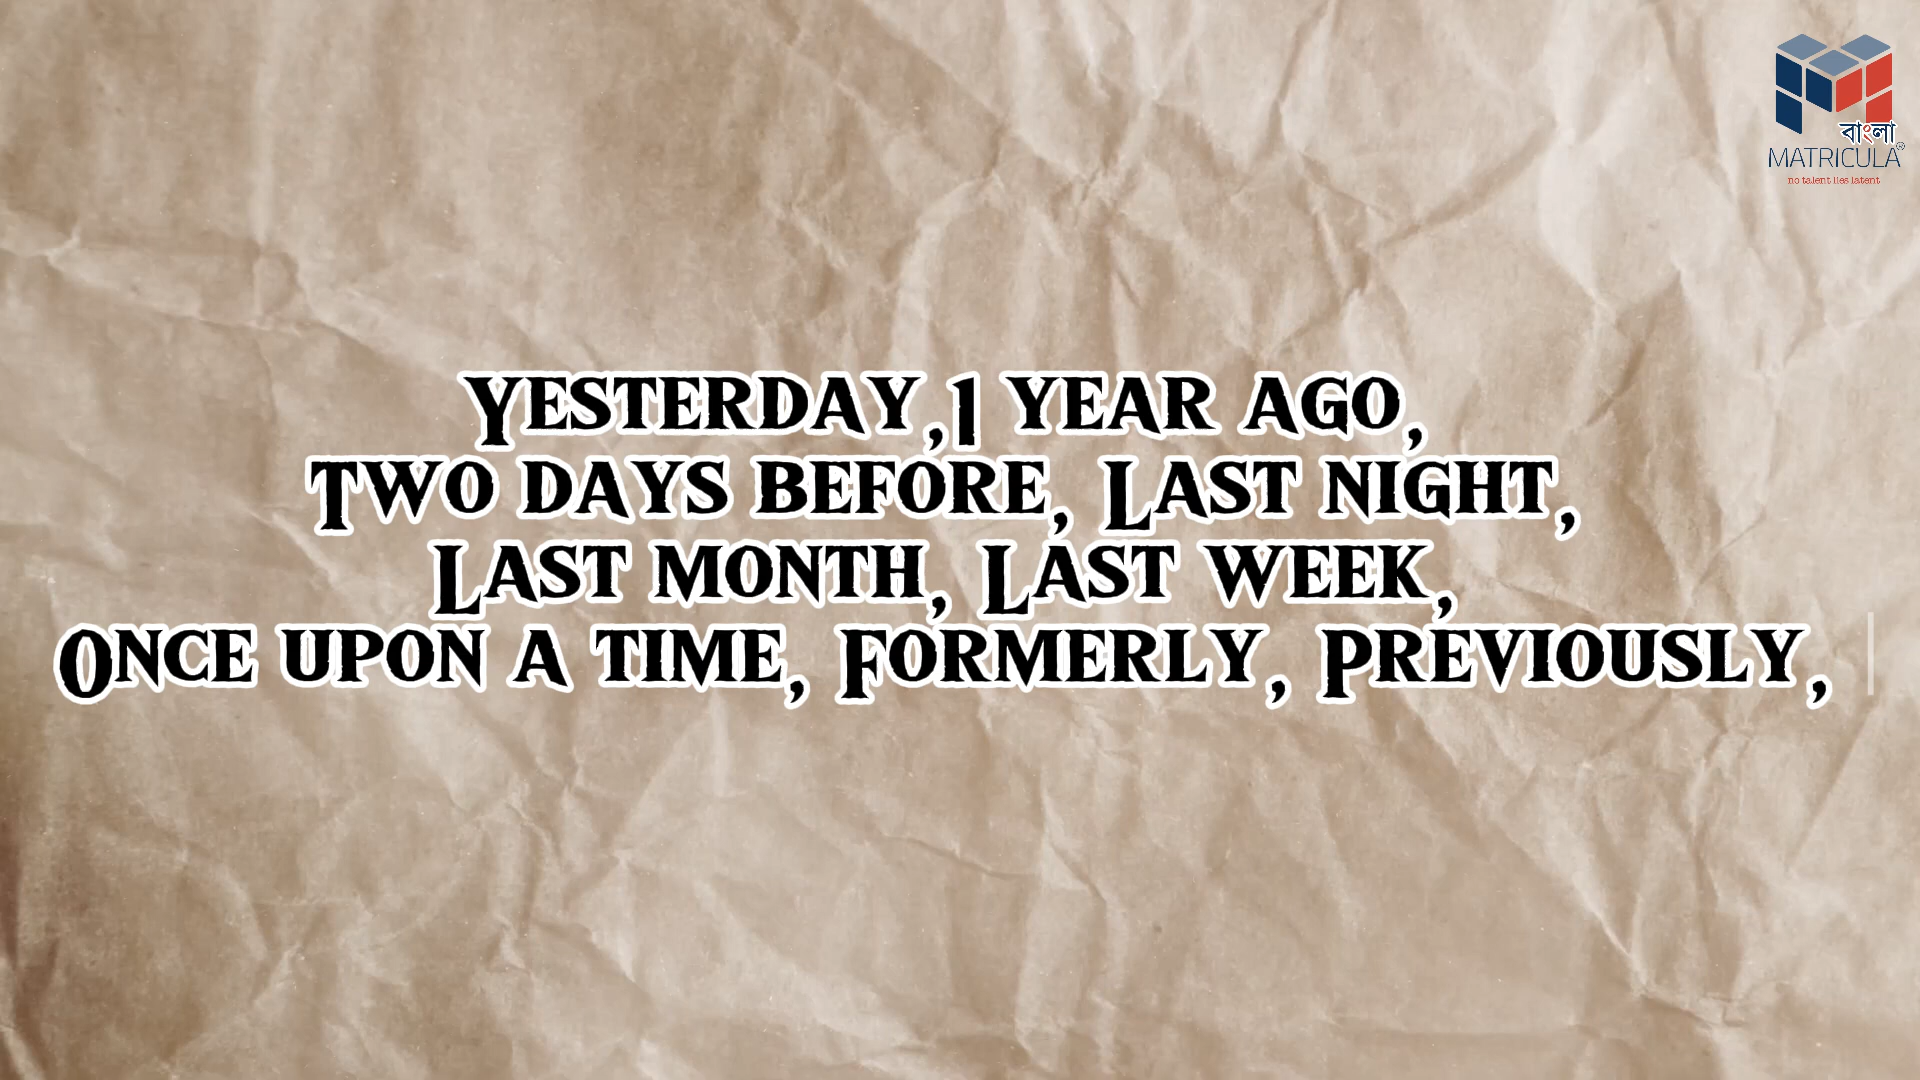 Yesterday,1 year ago,
Two days before, Last night,
Last month, Last week,
Once upon a time, Formerly, Previously,
বাংলা
MATRICULA®
no talent lies latent